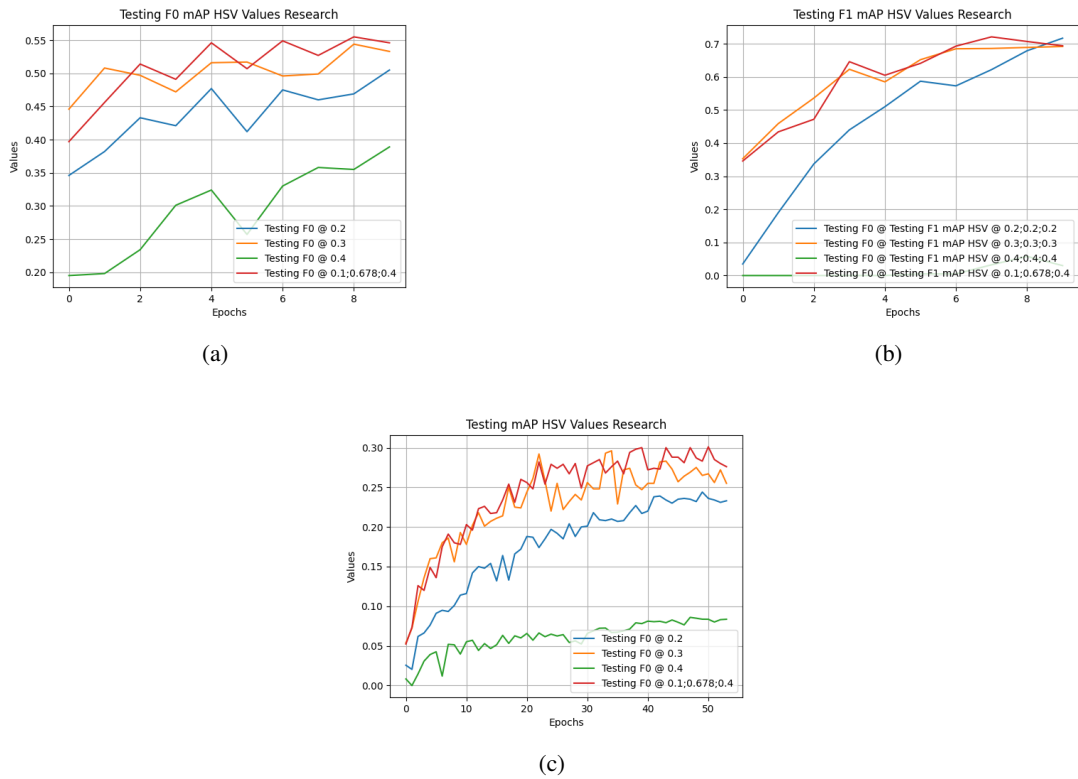 Testing F0 mAP HSV Values Research
0.55
0.50
0.45
0.40
0.35
0.30
0.25
0.20
Values
0 2 4 6 8
Epochs
Testing F0 @ 0.2
Testing F0 @ 0.3
Testing F0 @ 0.4
Testing F0 @ 0.1;0.678;0.4
(a)
Testing F1 mAP HSV Values Research
0.7
0.6
0.5
0.4
0.3
0.2
0.1
0.0
Values
0 2 4 6 8
Epochs
Testing F0 @ Testing F1 mAP HSV @ 0.2;0.2;0.2
Testing F0 @ Testing F1 mAP HSV @ 0.3;0.3;0.3
Testing F0 @ Testing F1 mAP HSV @ 0.4;0.4;0.4
Testing F0 @ Testing F1 mAP HSV @ 0.1;0.678;0.4
(b)
Testing mAP HSV Values Research
0.30
0.25
0.20
0.15
0.10
0.05
0.00
Values
0 10 20 30 40 50
Epochs
Testing F0 @ 0.2
Testing F0 @ 0.3
Testing F0 @ 0.4
Testing F0 @ 0.1;0.678;0.4
(c)